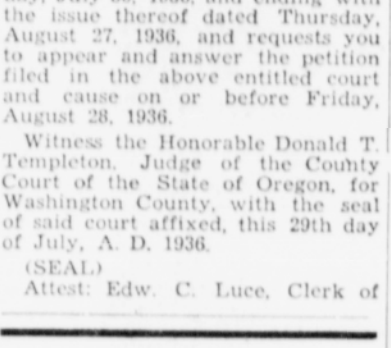 the issue thereof dated Thursday,
August 27, 1936, and requests you
to appear and answer the petition
filed in the above entitled court
and cause on or before Friday,
August 28, 1936.
Witness the Honorable Donald T.
Templeton, Judge of the County
Court of the State of Oregon, for
Washington County, with the seal
of said court affixed, this 29th day
of July, A. D. 1936.
(SEAL)
Attest: Edw. C. Luce, Clerk of